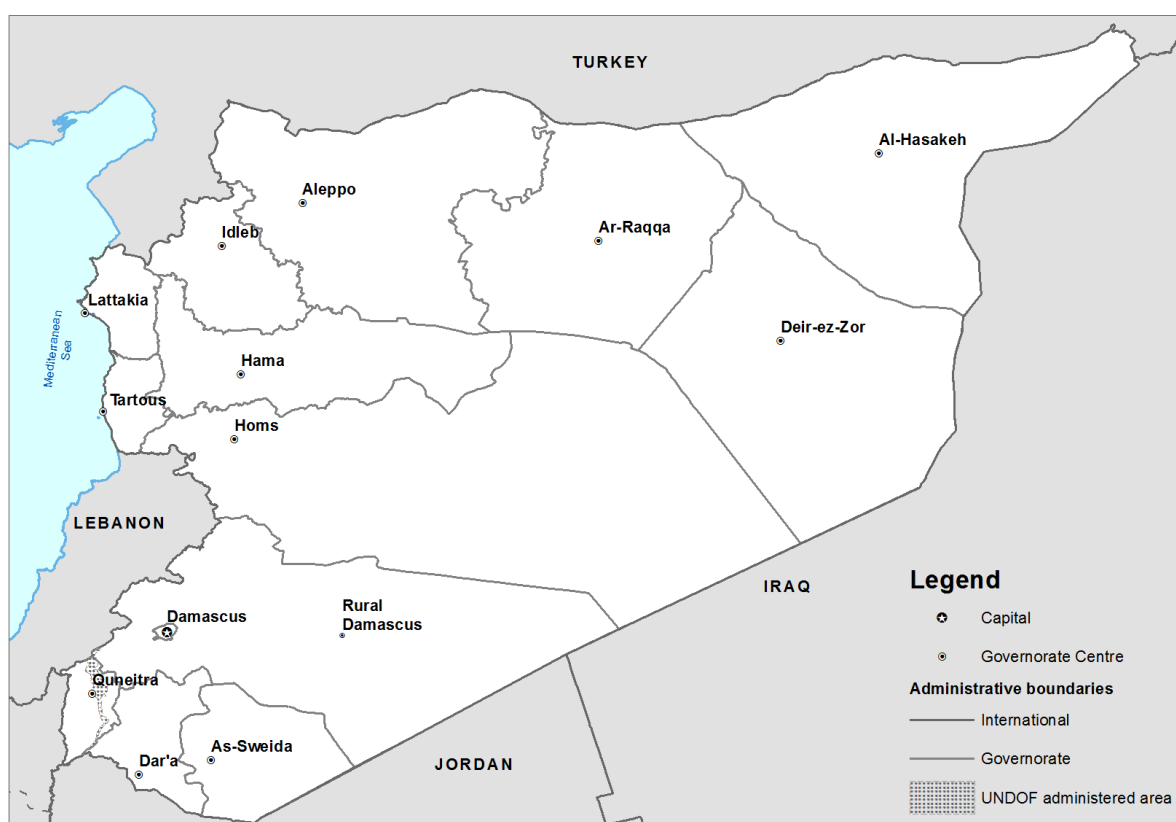 TURKEY
Al-Hasakeh
Aleppo
Ar-Raqqa
Idleb
Lattakia
Mediterranean
Sea
Deir-ez-Zor
Hama
Tartous
Homs
LEBANON
IRAQ
Damascus
Rural
Damascus
Quneitra
As-Sweida
Dar'a
JORDAN
Legend
Capital
Governorate Centre
Administrative boundaries
International
Governorate
UNDOF administered area